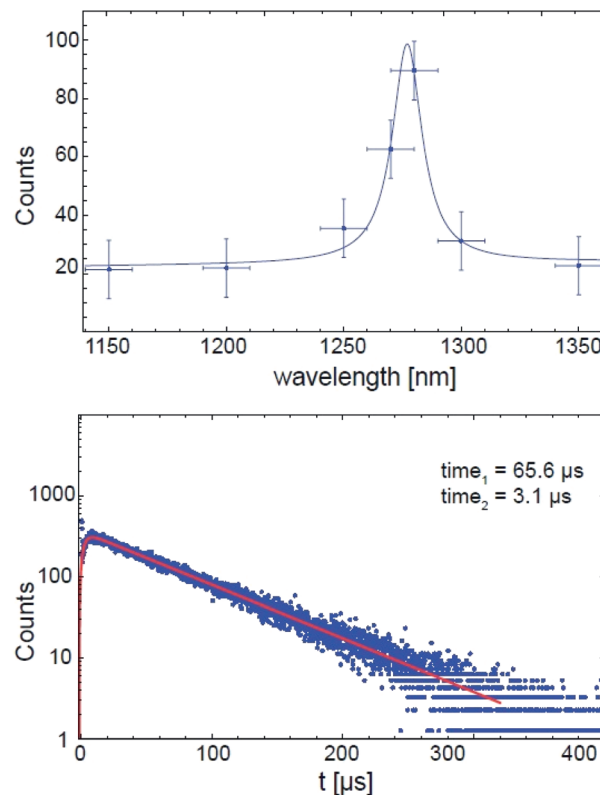 100
80
60
40
20
Counts
1150 1200 1250 1300 1350
wavelength [nm]
time₁ = 65.6 µs
time₂ = 3.1 µs
1000
100
10
1
Counts
0 100 200 300 400
t [µs]